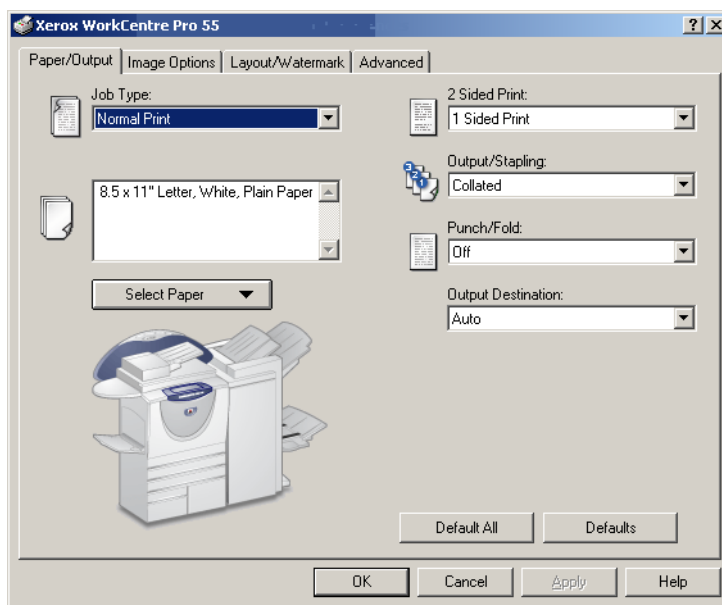 Xerox WorkCentre Pro 55
Paper/Output
Image Options
Layout/Watermark
Advanced
Job Type:
Normal Print
8.5 x 11" Letter, White, Plain Paper
Select Paper
2 Sided Print:
1 Sided Print
Output/Stapling:
Collated
Punch/Fold:
Off
Output Destination:
Auto
Default All
Defaults
OK
Cancel
Apply
Help